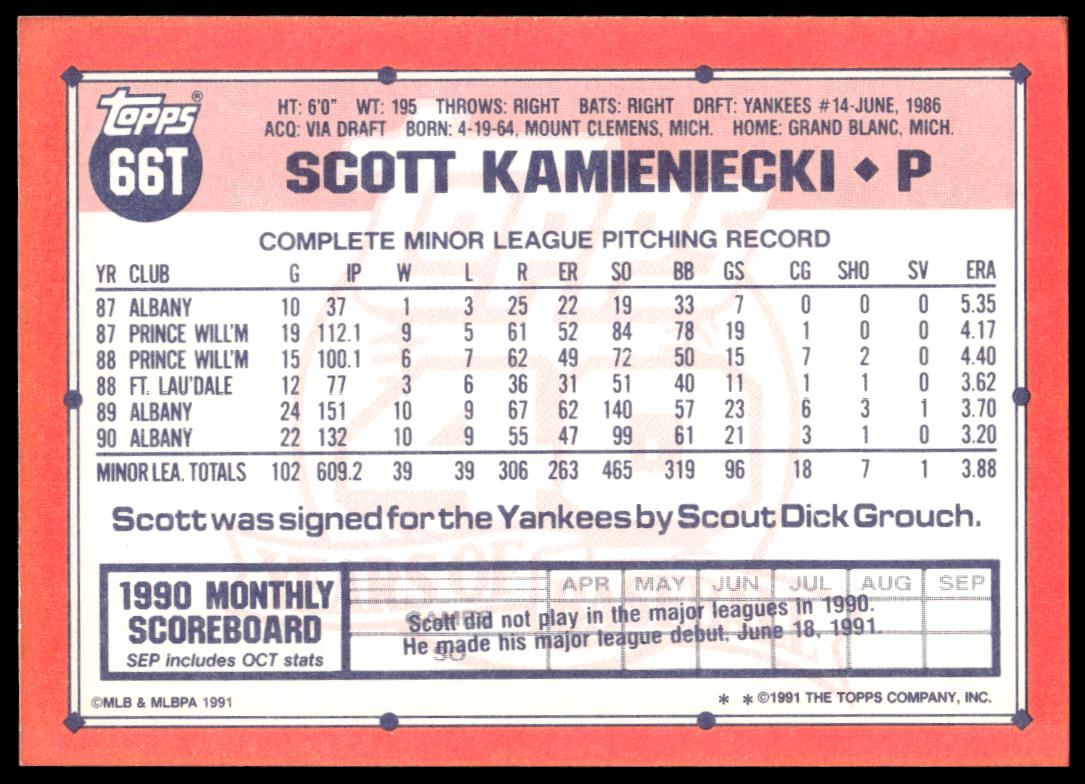 Topps®
66T
HT: 6'0" WT: 195 THROWS: RIGHT BATS: RIGHT DRFT: YANKEES #14-JUNE, 1986
ACQ: VIA DRAFT BORN: 4-19-64, MOUNT CLEMENS, MICH. HOME: GRAND BLANC, MICH.
SCOTT KAMIENIECKI ◆ P
COMPLETE MINOR LEAGUE PITCHING RECORD
YR CLUB G IP W L R ER SO BB GS CG SHO SV ERA
87 ALBANY 10 37 1 3 25 22 19 33 7 0 0 0 5.35
87 PRINCE WILL'M 19 112.1 9 5 61 52 84 78 19 1 0 0 4.17
88 PRINCE WILL'M 15 100.1 6 7 62 49 72 50 15 7 2 0 4.40
88 FT. LAU'DALE 12 77 3 6 36 31 51 40 11 1 1 0 3.62
89 ALBANY 24 151 10 9 67 62 140 57 23 6 3 1 3.70
90 ALBANY 22 132 10 9 55 47 99 61 21 3 1 0 3.20
MINOR LEA. TOTALS 102 609.2 39 39 306 263 465 319 96 18 7 1 3.88
Scott was signed for the Yankees by Scout Dick Grouch.
1990 MONTHLY
SCOREBOARD
SEP includes OCT stats
APR MAY JUN JUL AUG SEP
GAMES
SO
Scott did not play in the major leagues in 1990.
He made his major league debut, June 18, 1991.
©MLB & MLBPA 1991
* * ©1991 THE TOPPS COMPANY, INC.